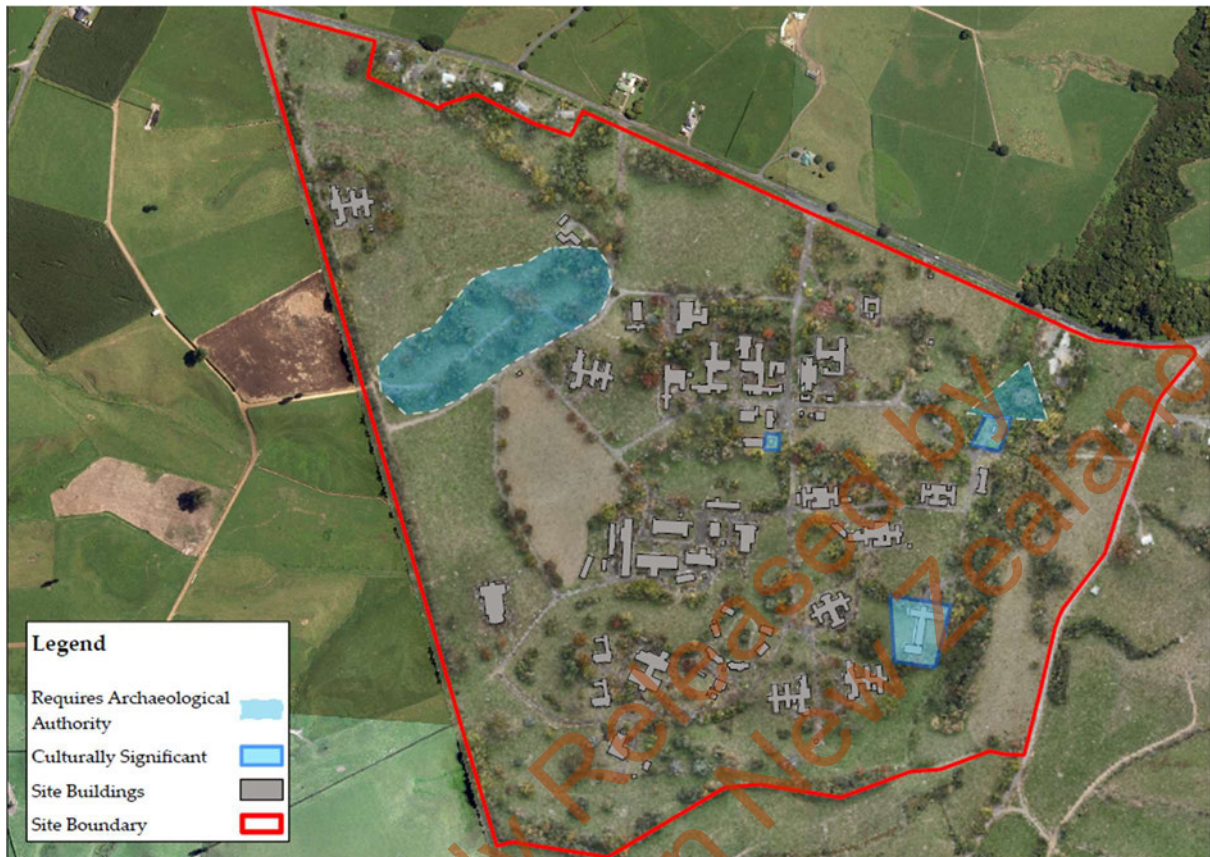 Legend
Requires Archaeological
Authority
Culturally Significant
Site Buildings
Site Boundary
Released by
New Zealand